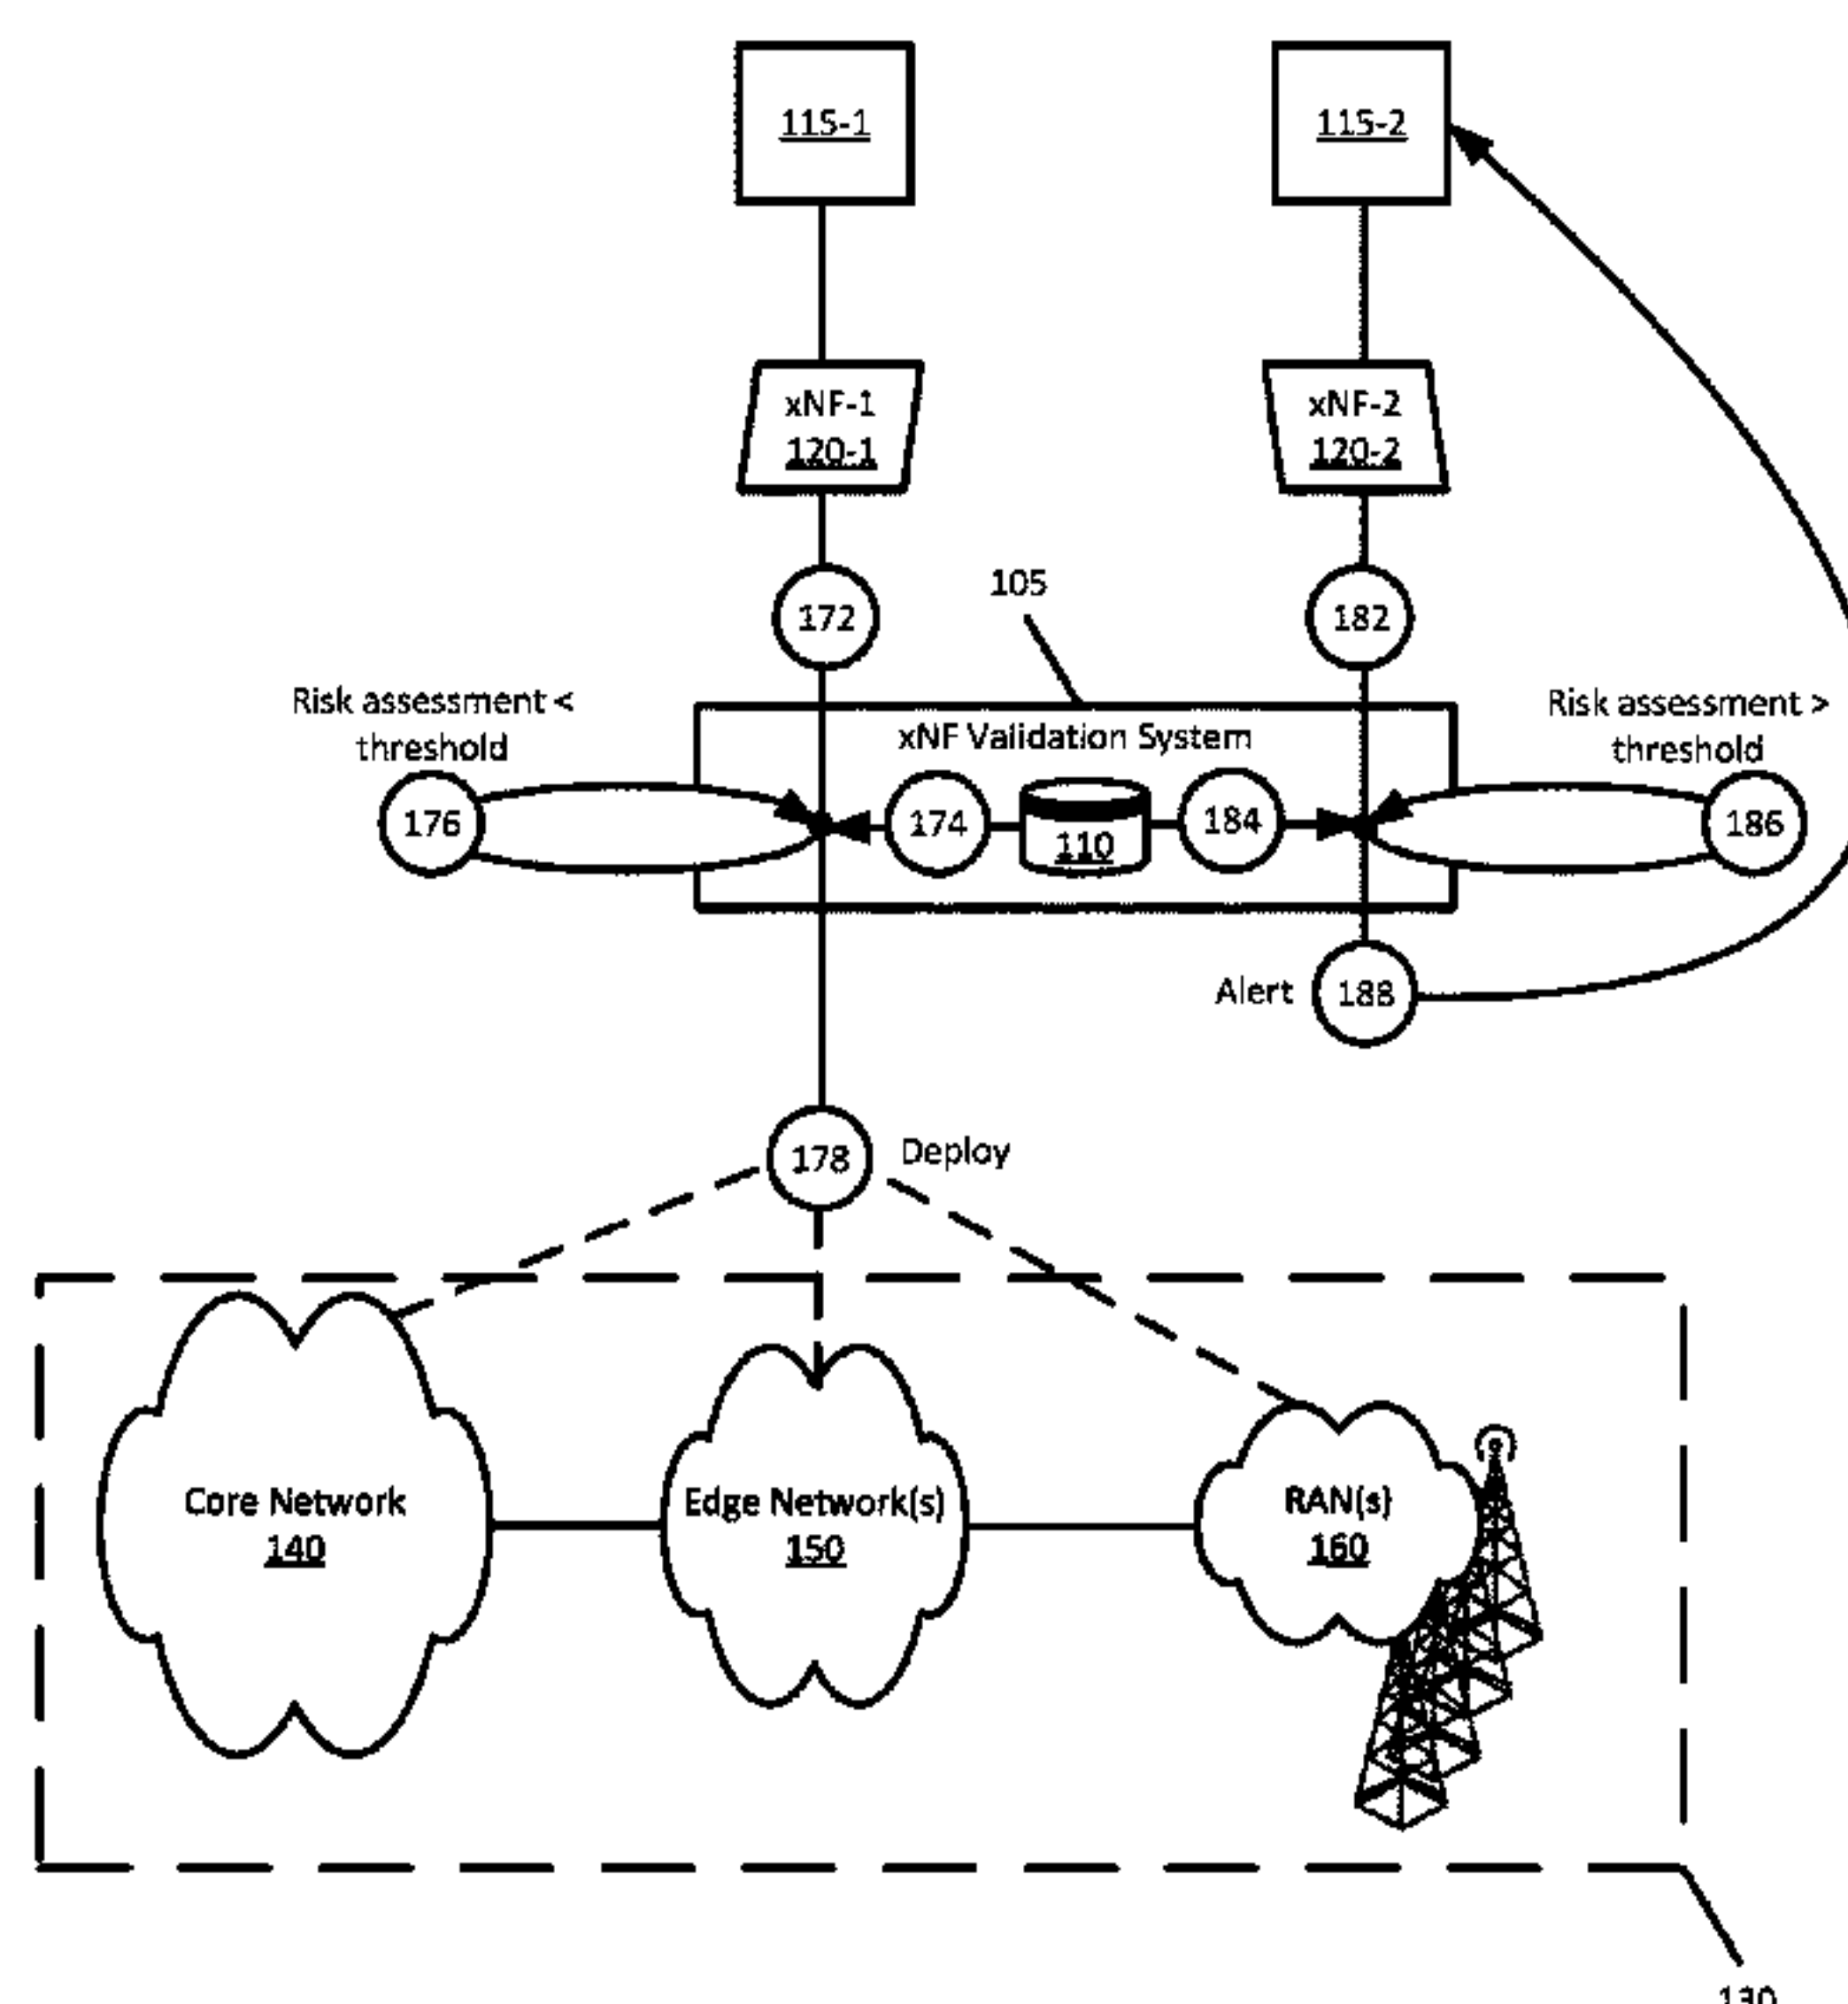 115-1
115-2
xNF-1
120-1
xNF-2
120-2
172
105
182
Risk assessment <
threshold
xNF Validation System
Risk assessment >
threshold
176
174
110
184
186
Alert
188
178
Deploy
Core Network
140
Edge Network(s)
150
RAN(s)
160
130